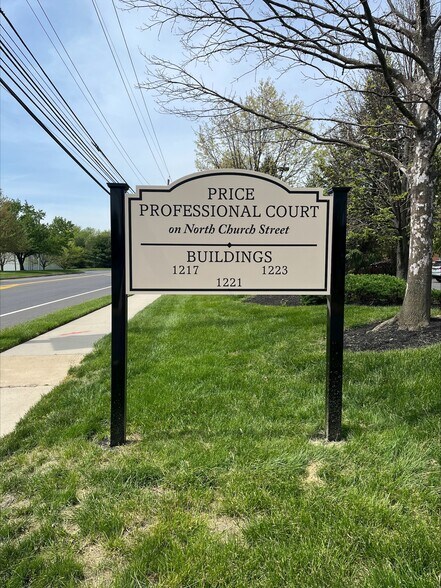 PRICE
PROFESSIONAL COURT
on North Church Street
BUILDINGS
1217 1223
1221